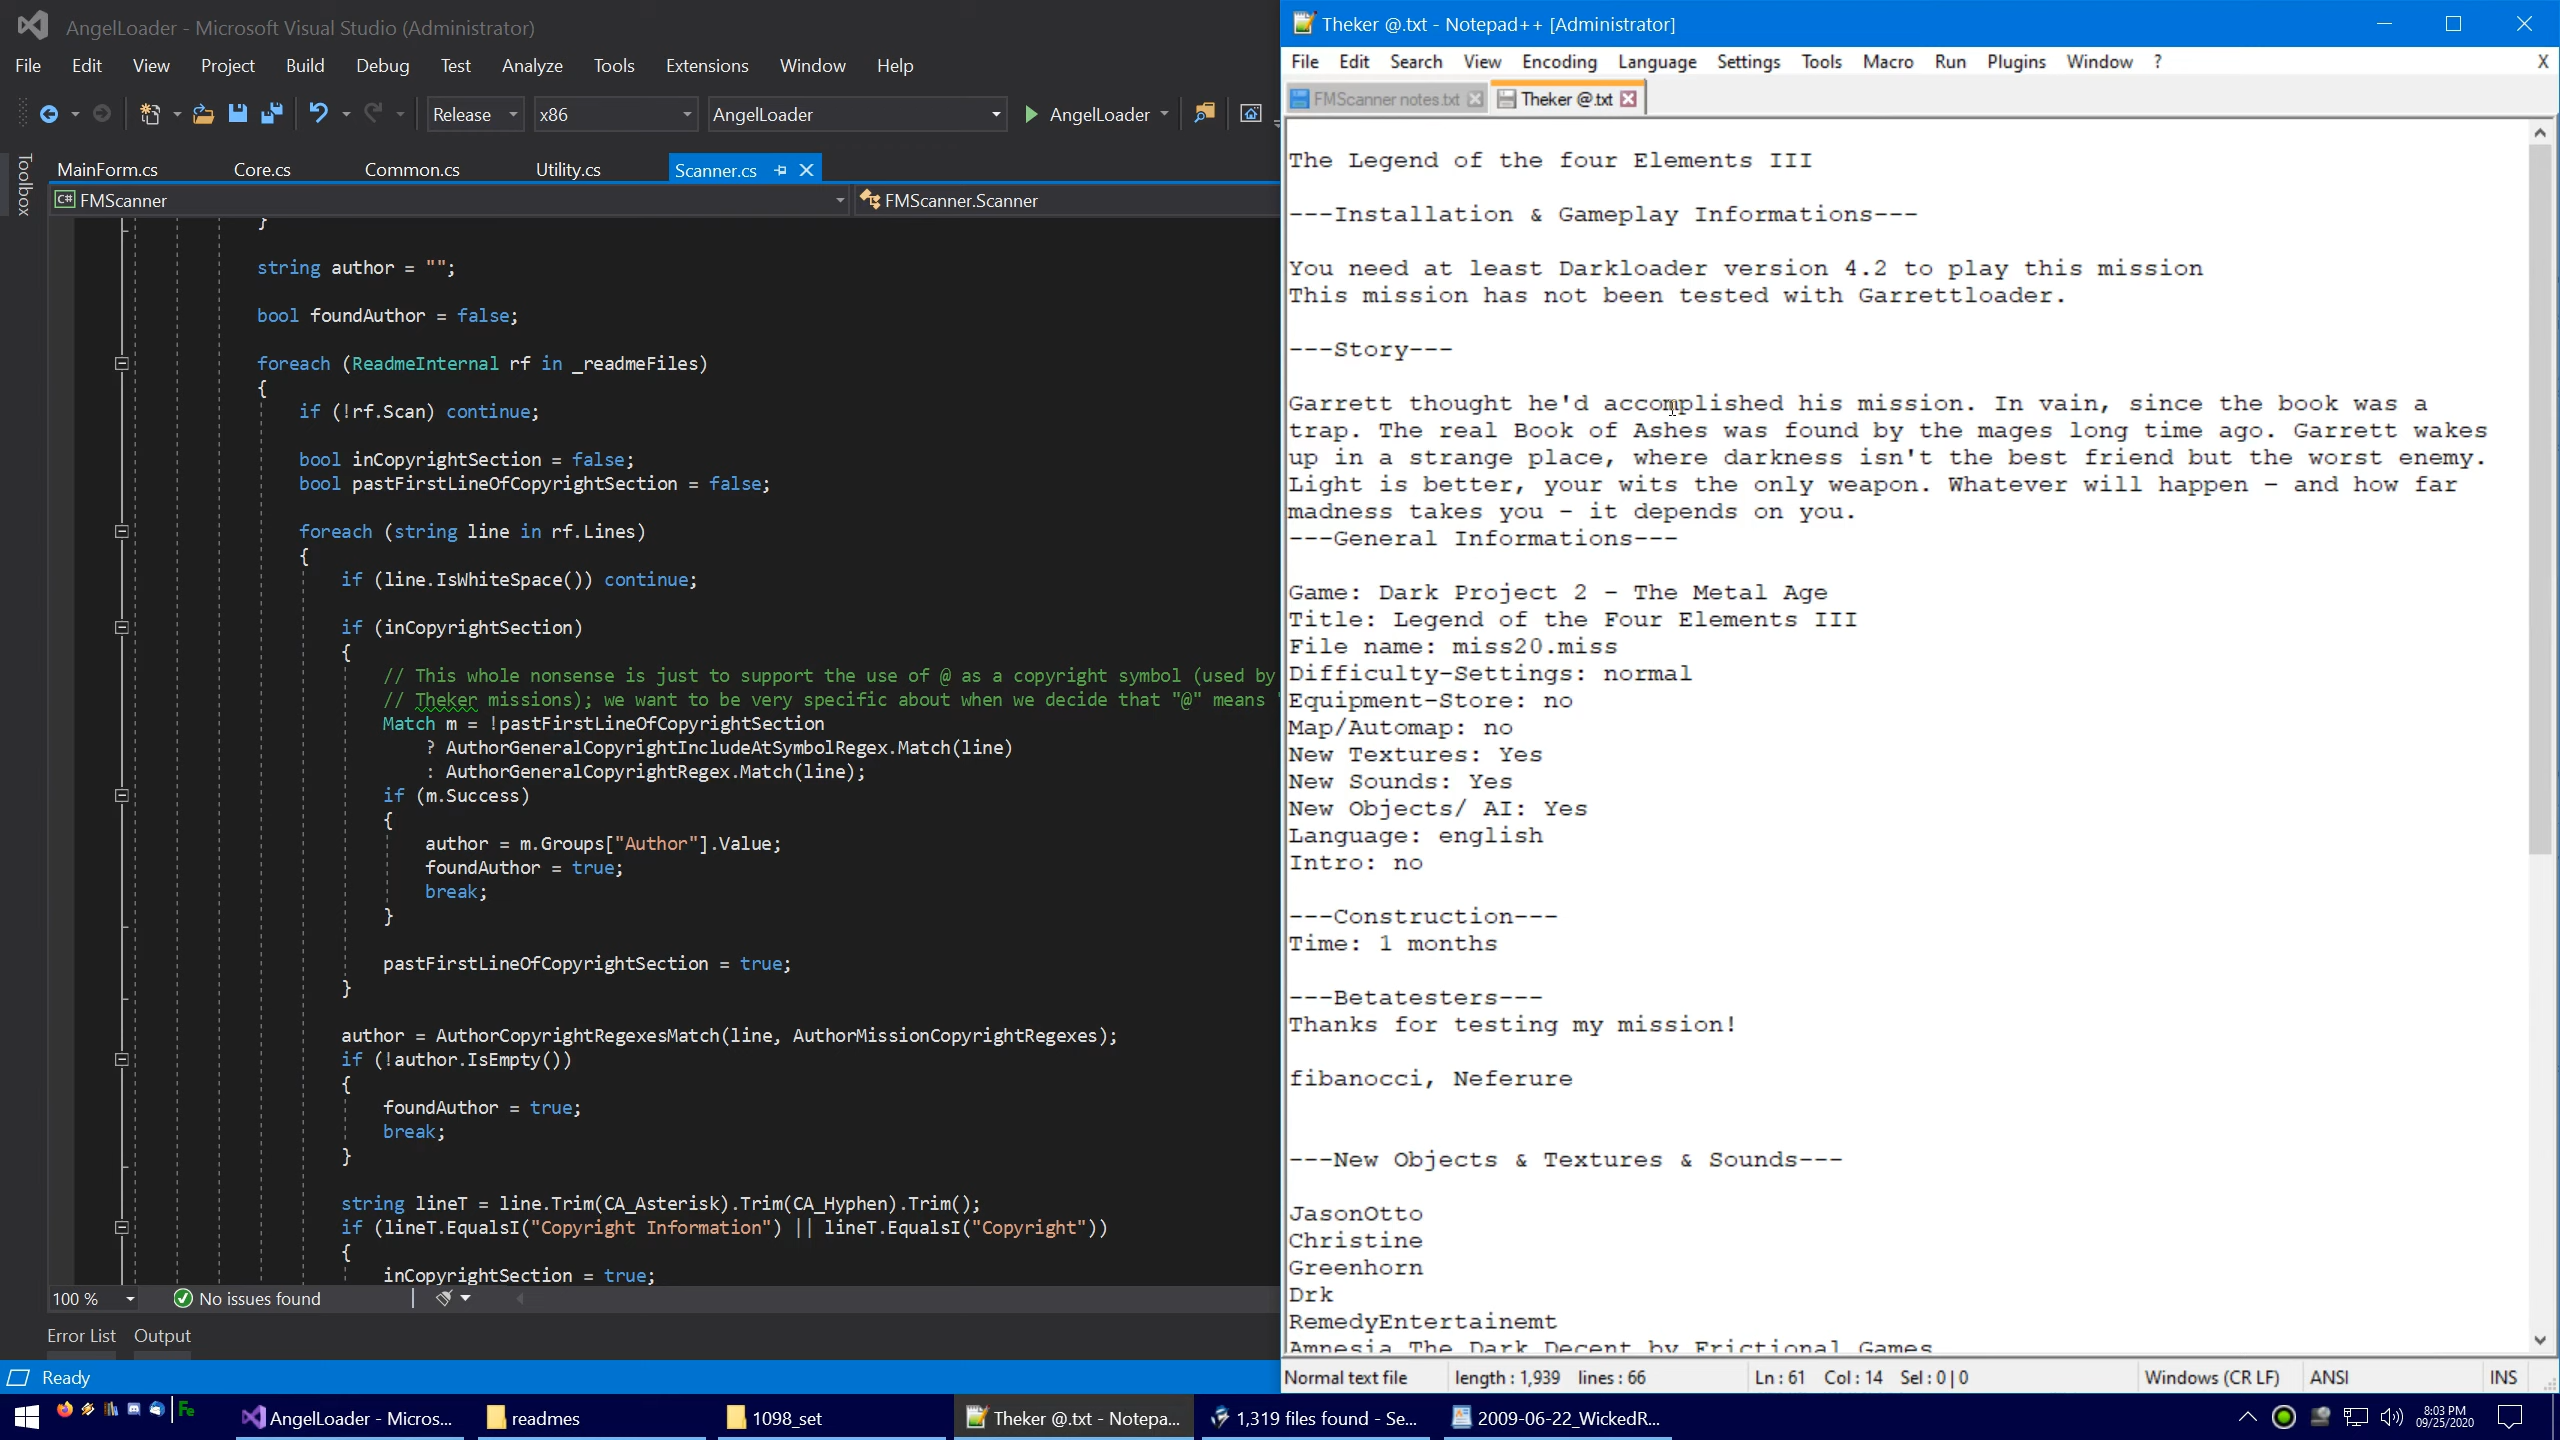 AngelLoader - Microsoft Visual Studio (Administrator)
File Edit View Project Build Debug Test Analyze Tools Extensions Window Help
Release x86 AngelLoader AngelLoader
Toolbox
MainForm.cs Core.cs Common.cs Utility.cs Scanner.cs
C# FMScanner FMScanner.Scanner
}
string author = "";
bool foundAuthor = false;
foreach (ReadmeInternal rf in _readmeFiles)
{
if (!rf.Scan) continue;
bool inCopyrightSection = false;
bool pastFirstLineOfCopyrightSection = false;
foreach (string line in rf.Lines)
{
if (line.IsWhiteSpace()) continue;
if (inCopyrightSection)
{
// This whole nonsense is just to support the use of @ as a copyright symbol (used by
// Theker missions); we want to be very specific about when we decide that "@" means
Match m = !pastFirstLineOfCopyrightSection
? AuthorGeneralCopyrightIncludeAtSymbolRegex.Match(line)
: AuthorGeneralCopyrightRegex.Match(line);
if (m.Success)
{
author = m.Groups["Author"].Value;
foundAuthor = true;
break;
}
pastFirstLineOfCopyrightSection = true;
}
author = AuthorCopyrightRegexesMatch(line, AuthorMissionCopyrightRegexes);
if (!author.IsEmpty())
{
foundAuthor = true;
break;
}
string lineT = line.Trim(CA_Asterisk).Trim(CA_Hyphen).Trim();
if (lineT.EqualsI("Copyright Information") || lineT.EqualsI("Copyright"))
{
inCopyrightSection = true;
100 % No issues found
Error List Output
Ready
Theker @.txt - Notepad++ [Administrator]
File Edit Search View Encoding Language Settings Tools Macro Run Plugins Window ? X
FMScanner notes.txt Theker @.txt
The Legend of the four Elements III
---Installation & Gameplay Informations---
You need at least Darkloader version 4.2 to play this mission
This mission has not been tested with Garrettloader.
---Story---
Garrett thought he'd accomplished his mission. In vain, since the book was a
trap. The real Book of Ashes was found by the mages long time ago. Garrett wakes
up in a strange place, where darkness isn't the best friend but the worst enemy.
Light is better, your wits the only weapon. Whatever will happen - and how far
madness takes you - it depends on you.
---General Informations---
Game: Dark Project 2 - The Metal Age
Title: Legend of the Four Elements III
File name: miss20.miss
Difficulty-Settings: normal
Equipment-Store: no
Map/Automap: no
New Textures: Yes
New Sounds: Yes
New Objects/ AI: Yes
Language: english
Intro: no
---Construction---
Time: 1 months
---Betatesters---
Thanks for testing my mission!
fibanocci, Neferure
---New Objects & Textures & Sounds---
JasonOtto
Christine
Greenhorn
Drk
RemedyEntertainemt
Amnesia The Dark Decent by Frictional Games
Normal text file length : 1,939 lines : 66 Ln : 61 Col : 14 Sel : 0 | 0 Windows (CR LF) ANSI INS
Fe AngelLoader - Micros... readmes 1098_set Theker @.txt - Notepa... 1,319 files found - Se... 2009-06-22_WickedR... 8:03 PM
09/25/2020